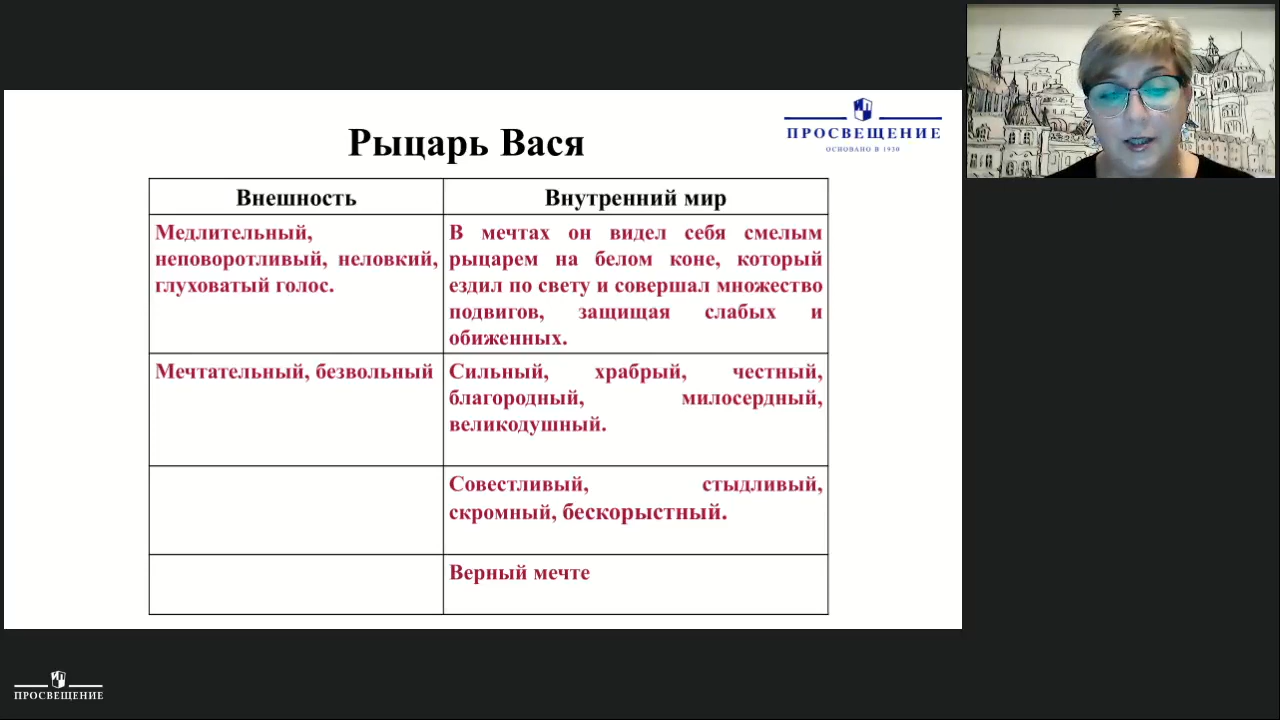 ПРОСВЕЩЕНИЕ
ОСНОВАНО В 1930
Рыцарь Вася
Внешность
Внутренний мир
Медлительный,
неповоротливый, неловкий,
глуховатый голос.
В мечтах он видел себя смелым
рыцарем на белом коне, который
ездил по свету и совершал множество
подвигов, защищая слабых и
обиженных.
Мечтательный, безвольный
Сильный, храбрый, честный,
благородный, милосердный,
великодушный.
Совестливый, стыдливый,
скромный, бескорыстный.
Верный мечте
ПРОСВЕЩЕНИЕ